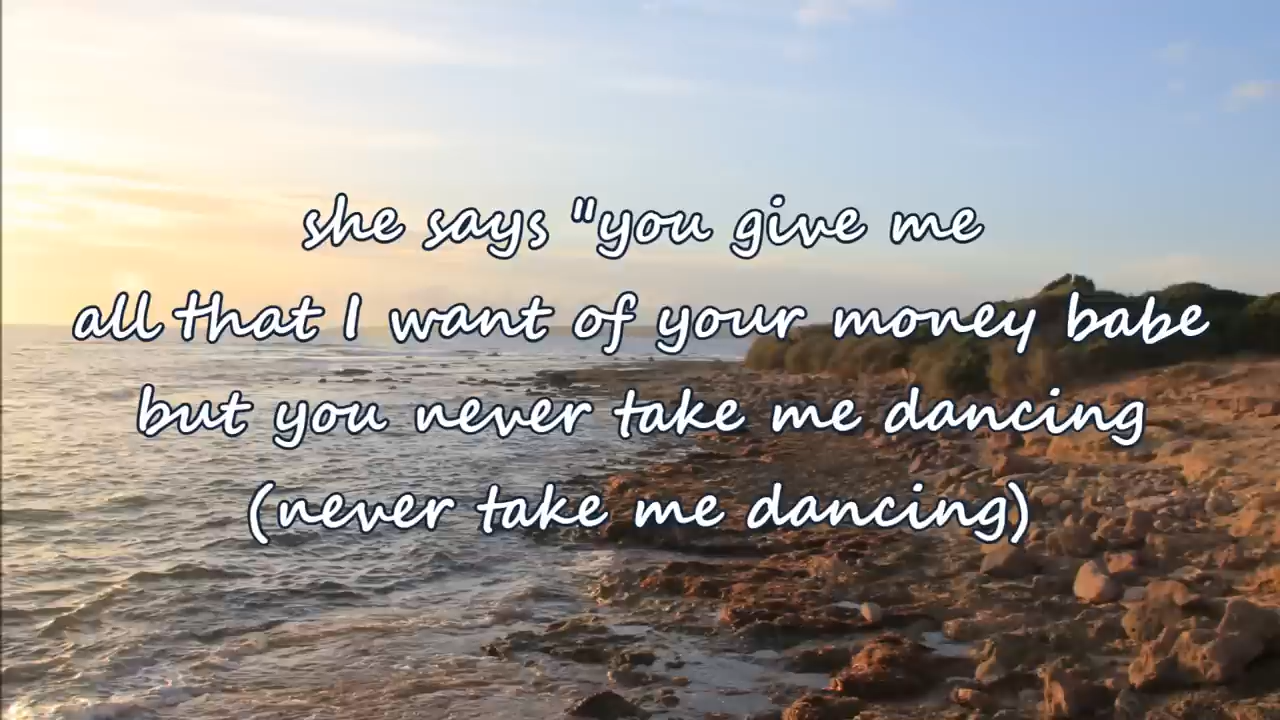 she says "you give me
all that I want of your money babe
but you never take me dancing
(never take me dancing)